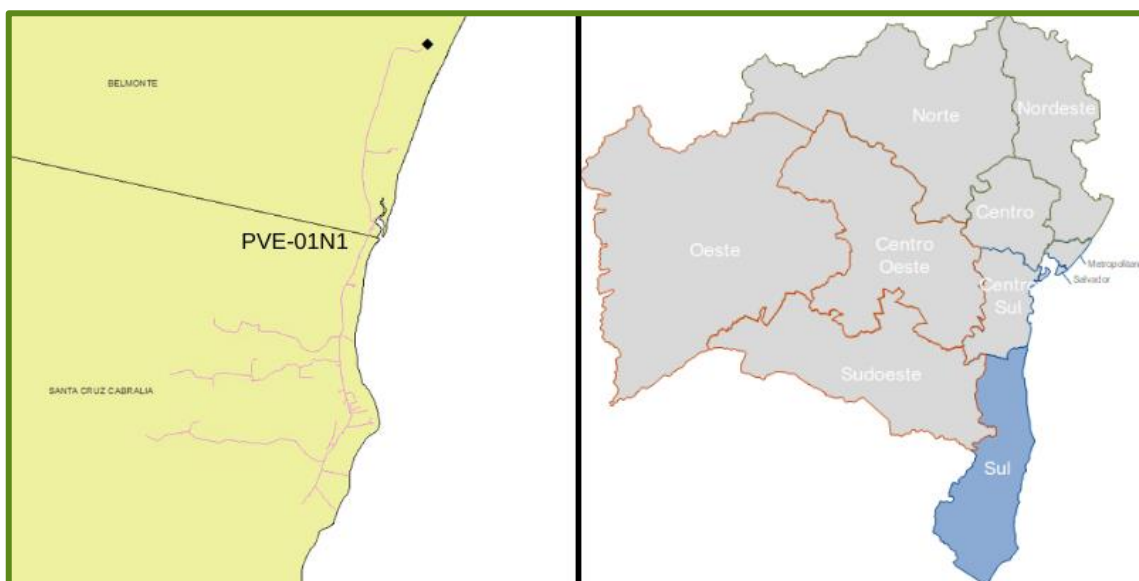 BELMONTE
PVE-01N1
SANTA CRUZ CABRALIA
Norte
Nordeste
Centro
Oeste
Centro
Oeste
Metropolitan
Salvador
Centro
Sul
Sudoeste
Sul